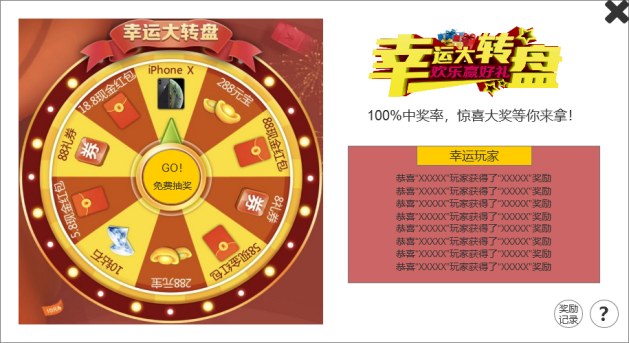 幸运大转盘
iPhone X
288元宝
88现金红包
8礼券
券
58现金红包
288元宝
10钻石
5.8现金红包
88礼券
券
18.8现金红包
GO!
免费抽奖
幸运大转盘
欢乐赢好礼
100%中奖率，惊喜大奖等你来拿！
幸运玩家
恭喜“XXXXX”玩家获得了“XXXXX”奖励
恭喜“XXXXX”玩家获得了“XXXXX”奖励
恭喜“XXXXX”玩家获得了“XXXXX”奖励
恭喜“XXXXX”玩家获得了“XXXXX”奖励
恭喜“XXXXX”玩家获得了“XXXXX”奖励
恭喜“XXXXX”玩家获得了“XXXXX”奖励
恭喜“XXXXX”玩家获得了“XXXXX”奖励
恭喜“XXXXX”玩家获得了“XXXXX”奖励
奖励
记录
?